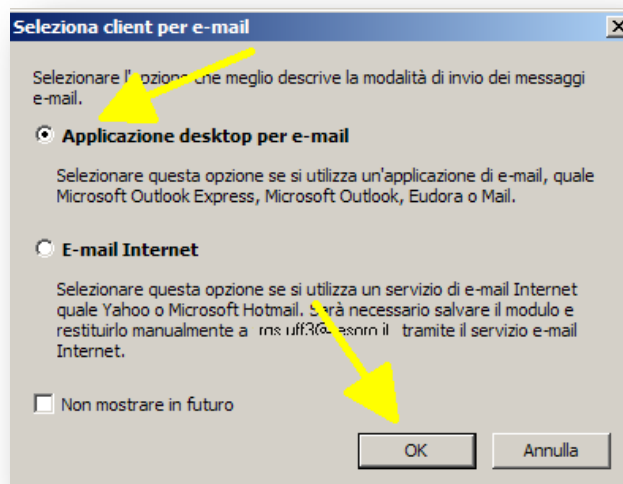 Seleziona client per e-mail
Selezionare l'opzione che meglio descrive la modalità di invio dei messaggi
e-mail.
Applicazione desktop per e-mail
Selezionare questa opzione se si utilizza un'applicazione di e-mail, quale
Microsoft Outlook Express, Microsoft Outlook, Eudora o Mail.
E-mail Internet
Selezionare questa opzione se si utilizza un servizio di e-mail Internet
quale Yahoo o Microsoft Hotmail. Sarà necessario salvare il modulo e
restituirlo manualmente a tramite il servizio e-mail
Internet.
Non mostrare in futuro
OK Annulla